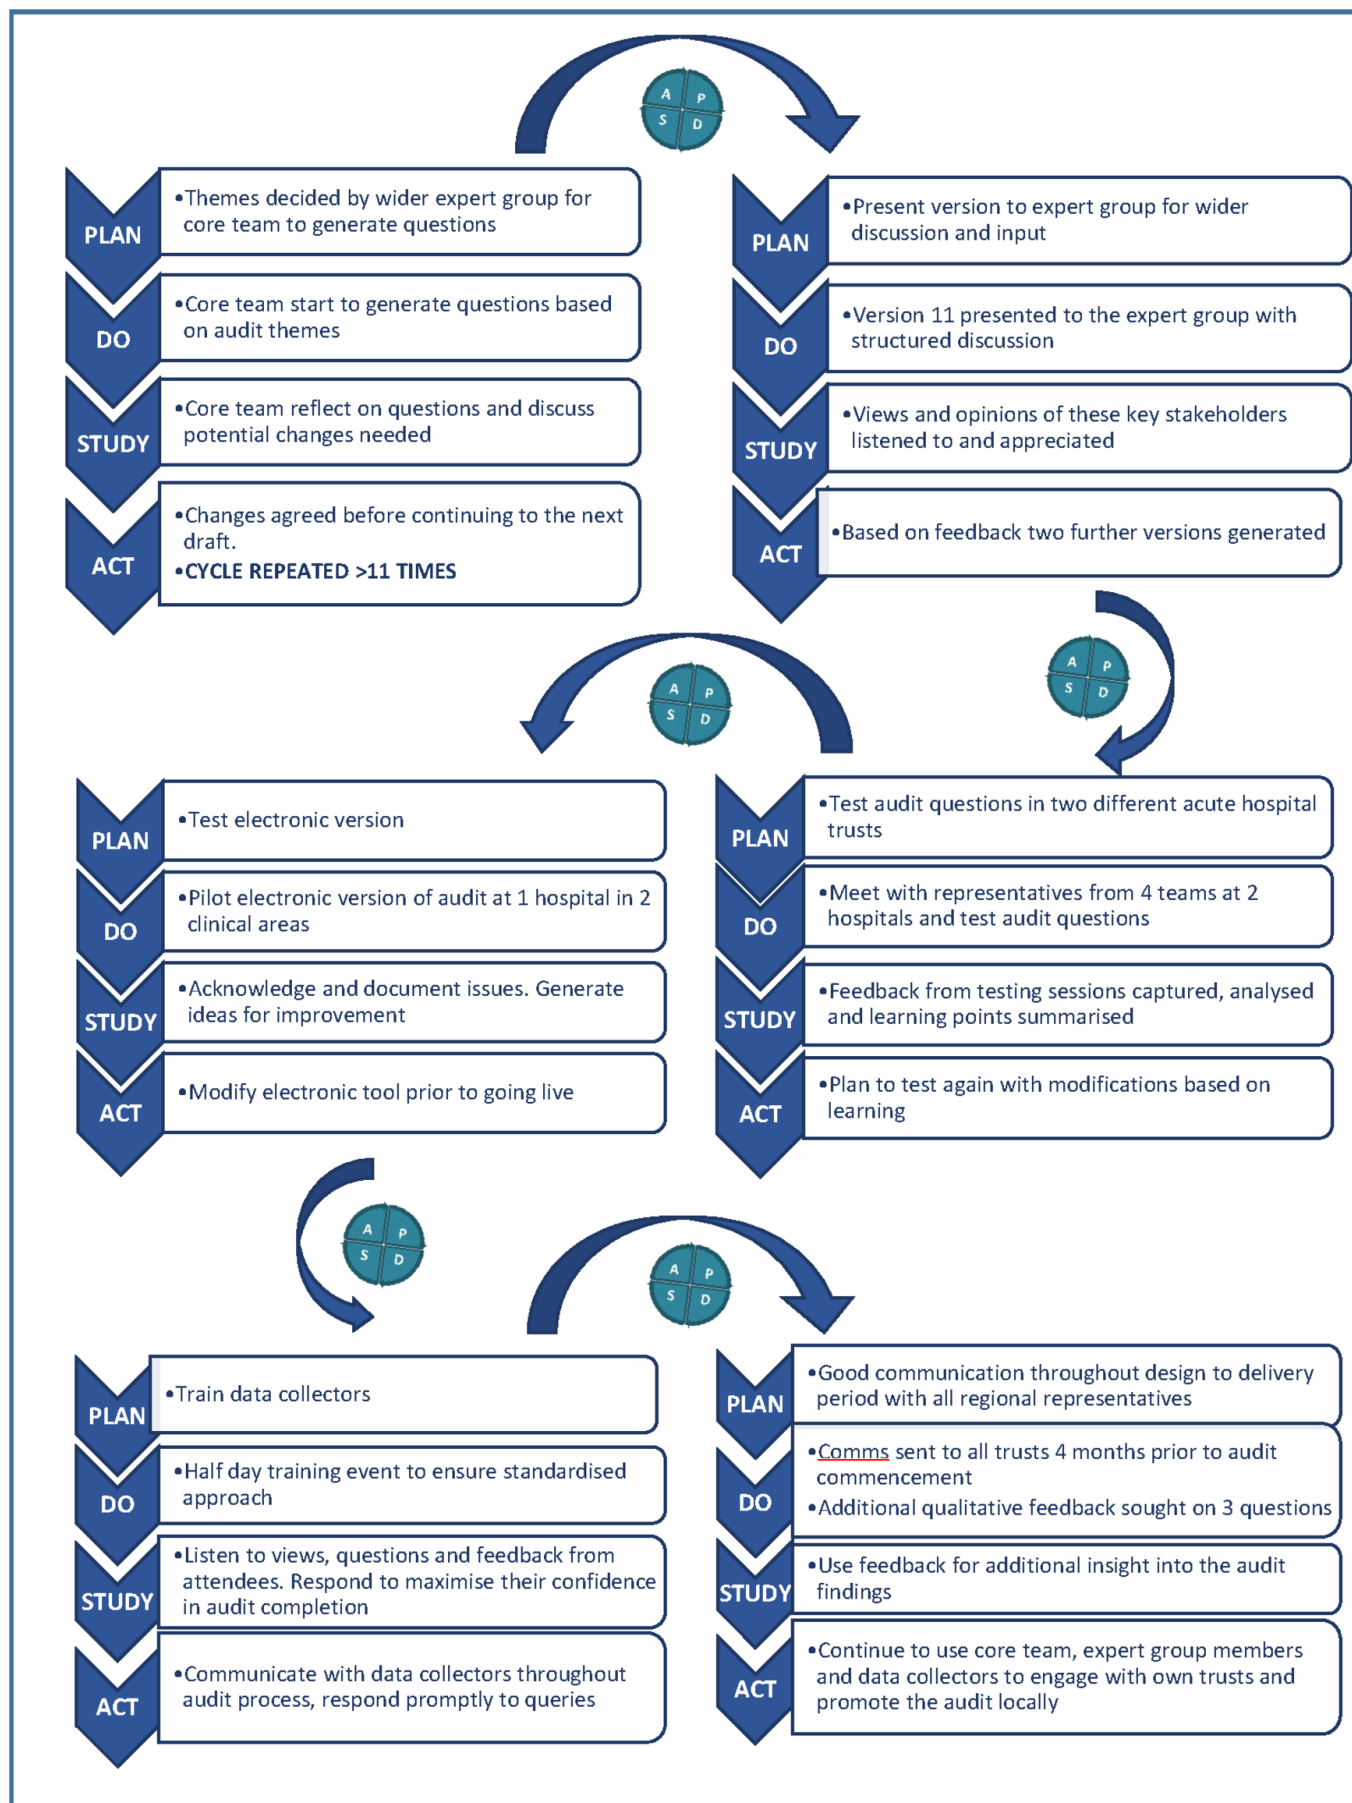 A P
S D
PLAN
•Themes decided by wider expert group for
core team to generate questions
DO
•Core team start to generate questions based
on audit themes
STUDY
•Core team reflect on questions and discuss
potential changes needed
ACT
•Changes agreed before continuing to the next
draft.
•CYCLE REPEATED >11 TIMES
PLAN
•Present version to expert group for wider
discussion and input
DO
•Version 11 presented to the expert group with
structured discussion
STUDY
•Views and opinions of these key stakeholders
listened to and appreciated
ACT
•Based on feedback two further versions generated
A P
S D
PLAN
•Test audit questions in two different acute hospital
trusts
DO
•Meet with representatives from 4 teams at 2
hospitals and test audit questions
STUDY
•Feedback from testing sessions captured, analysed
and learning points summarised
ACT
•Plan to test again with modifications based on
learning
A P
S D
PLAN
•Test electronic version
DO
•Pilot electronic version of audit at 1 hospital in 2
clinical areas
STUDY
•Acknowledge and document issues. Generate
ideas for improvement
ACT
•Modify electronic tool prior to going live
A P
S D
PLAN
•Train data collectors
DO
•Half day training event to ensure standardised
approach
STUDY
•Listen to views, questions and feedback from
attendees. Respond to maximise their confidence
in audit completion
ACT
•Communicate with data collectors throughout
audit process, respond promptly to queries
A P
S D
PLAN
•Good communication throughout design to delivery
period with all regional representatives
DO
•Comms sent to all trusts 4 months prior to audit
commencement
•Additional qualitative feedback sought on 3 questions
STUDY
•Use feedback for additional insight into the audit
findings
ACT
•Continue to use core team, expert group members
and data collectors to engage with own trusts and
promote the audit locally